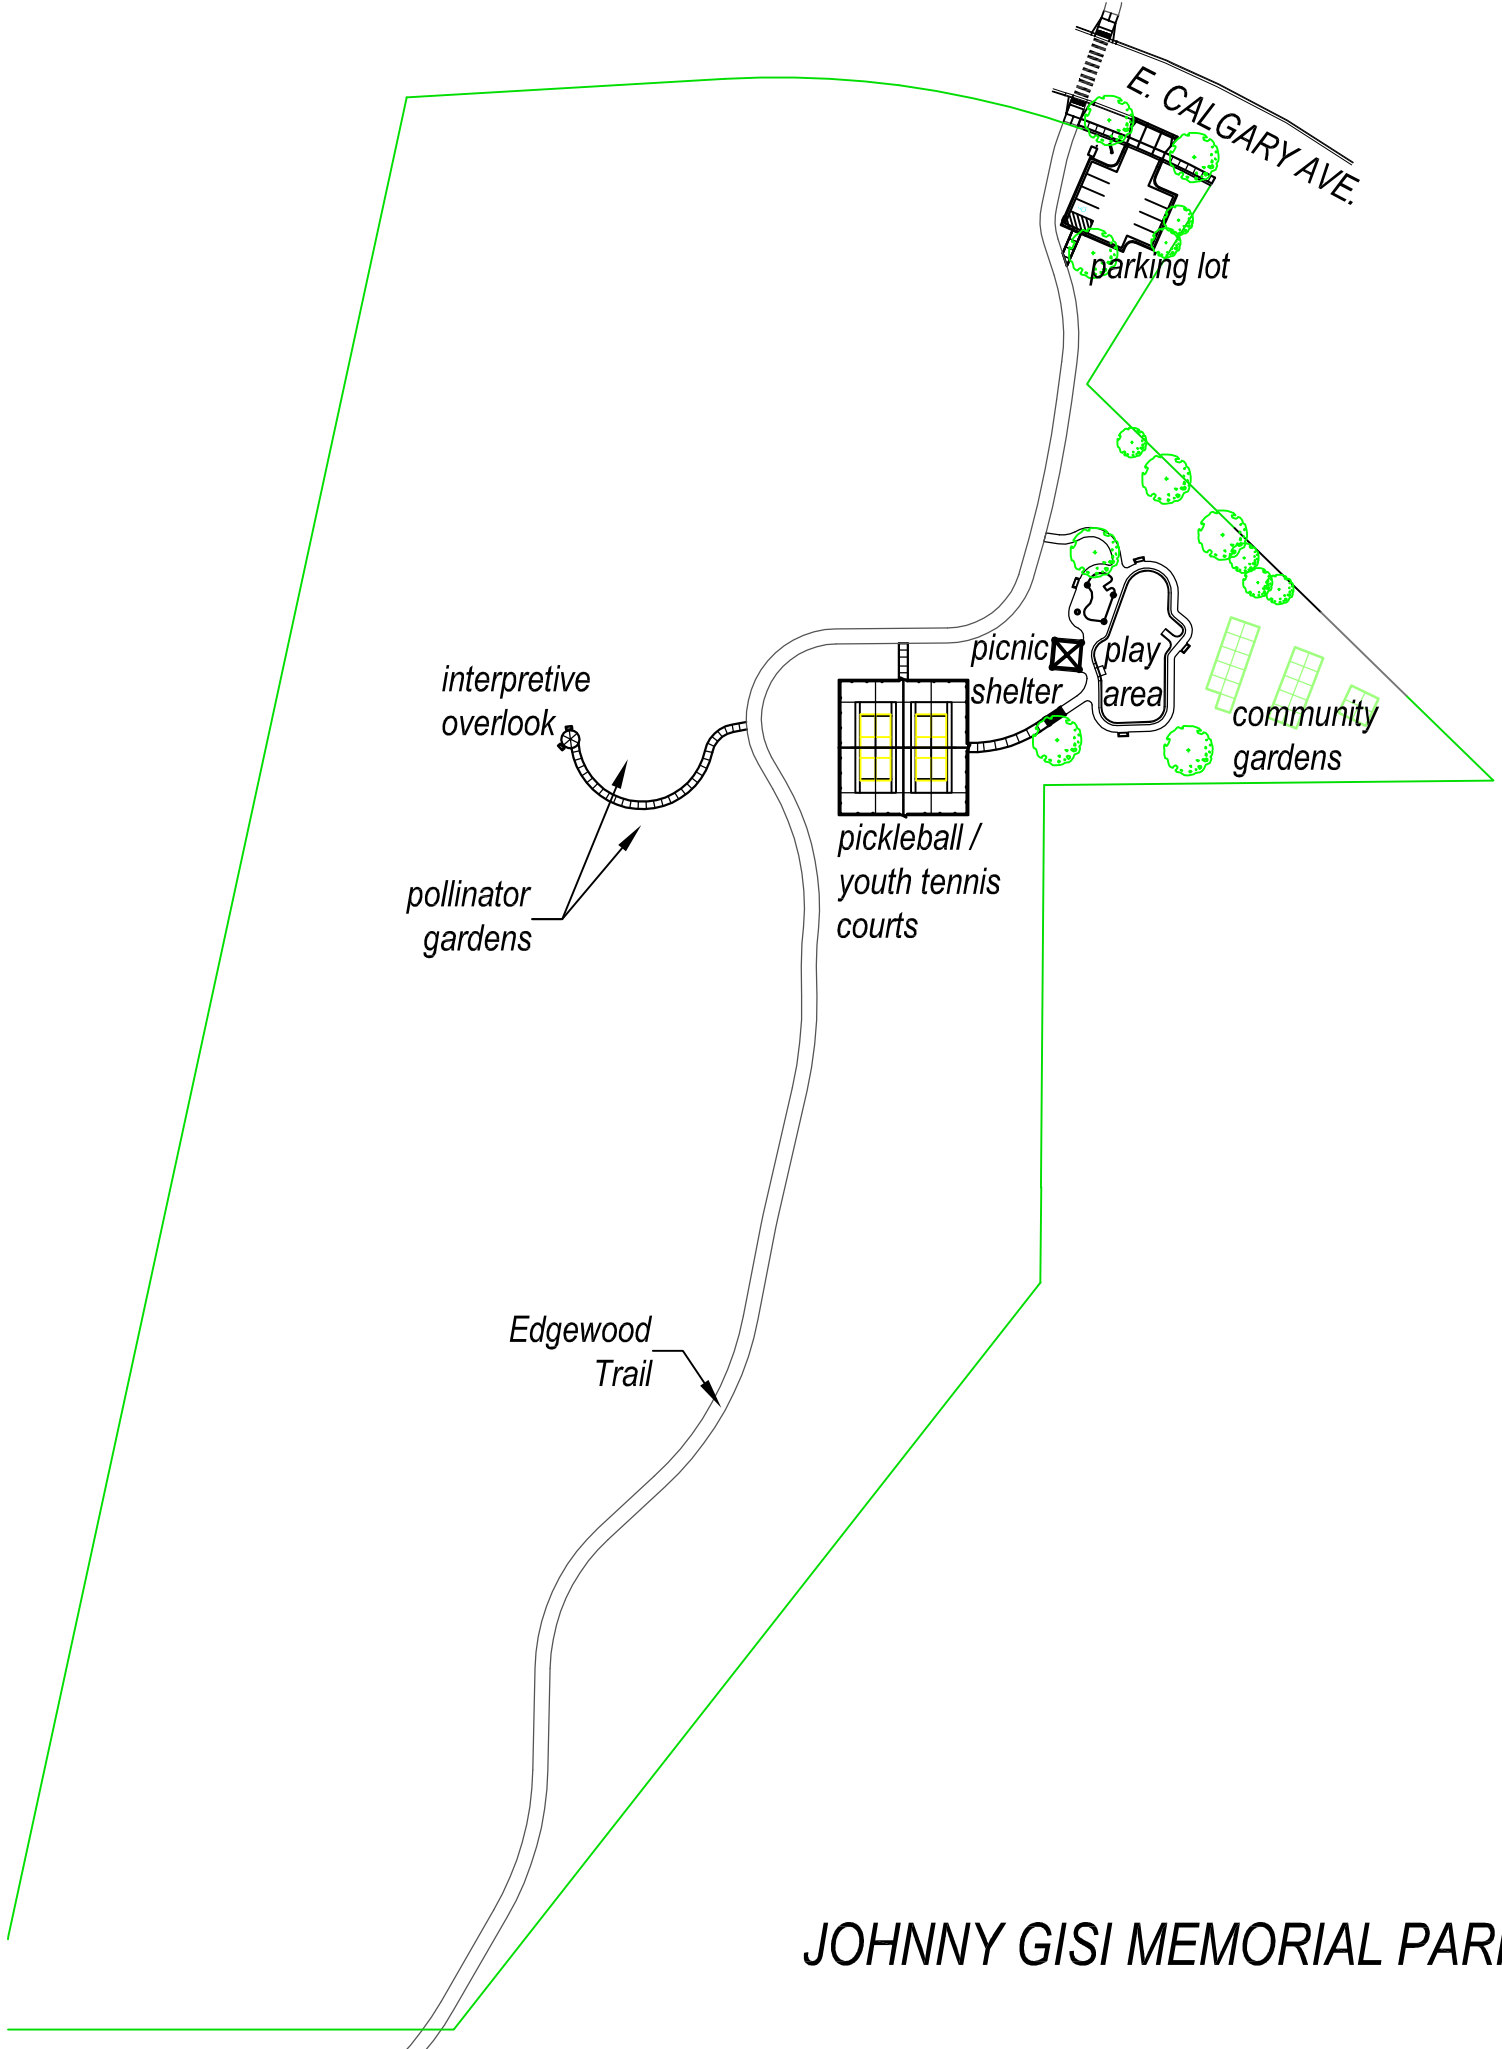 E. CALGARY AVE.
parking lot
interpretive
overlook
picnic
shelter
play
area
community
gardens
pickleball /
youth tennis
courts
pollinator
gardens
Edgewood
Trail
JOHNNY GISI MEMORIAL PARK